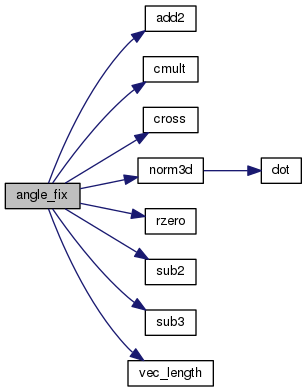 add2
cmult
cross
norm3d
dot
angle_fix
rzero
sub2
sub3
vec_length